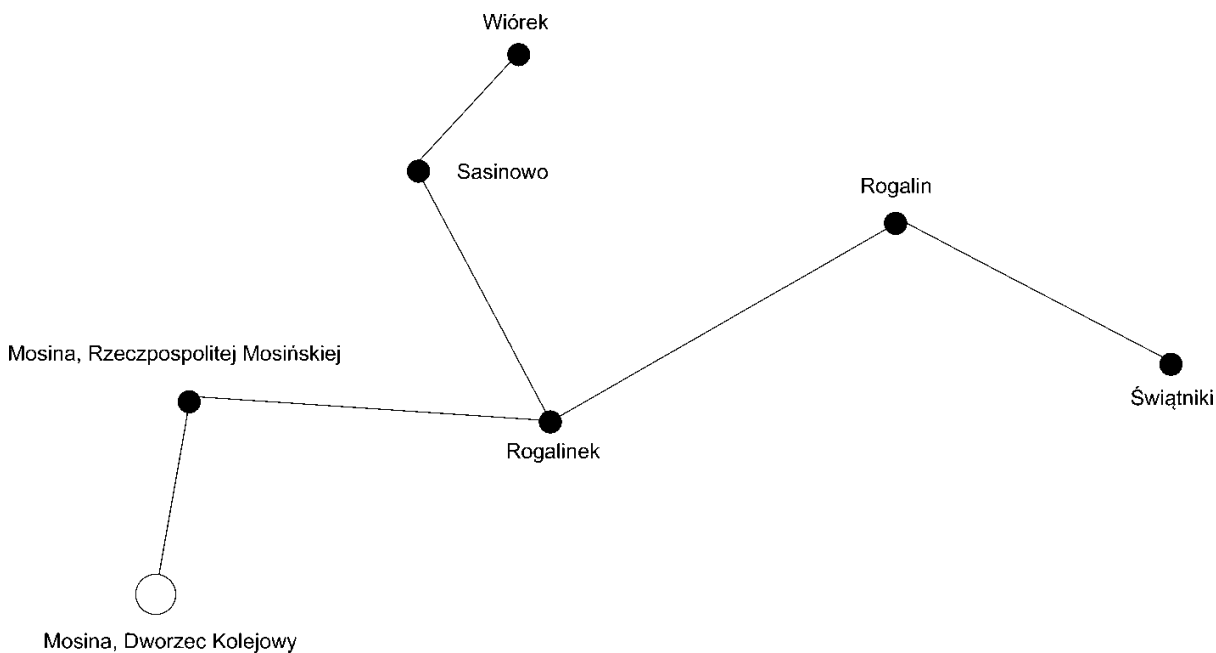 Wiórek
Sasinowo
Rogalin
Mosina, Rzeczpospolitej Mosińskiej
Świątniki
Rogalinek
Mosina, Dworzec Kolejowy